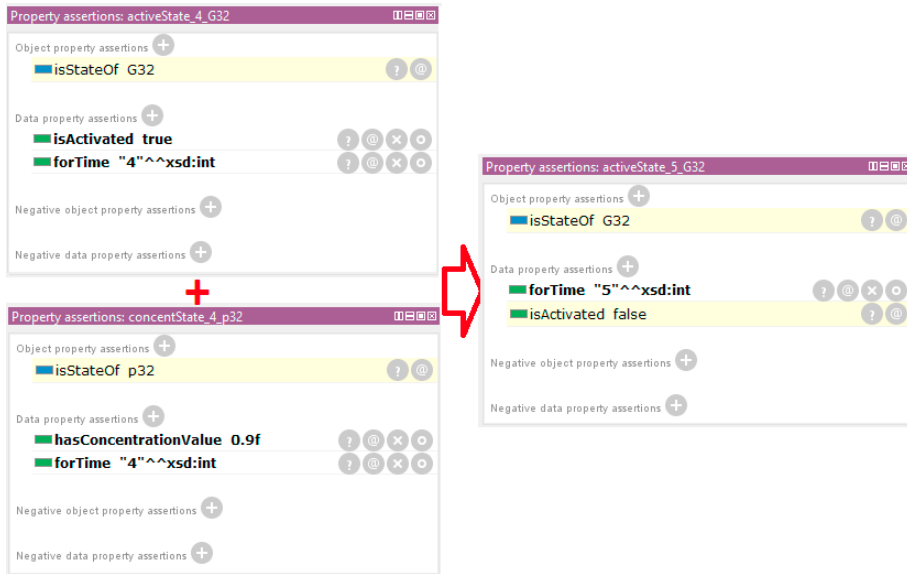 Property assertions: activeState_4_G32
Object property assertions
isStateOf G32
Data property assertions
isActivated true
forTime "4"^^xsd:int
Negative object property assertions
Negative data property assertions
+
Property assertions: concentState_4_p32
Object property assertions
isStateOf p32
Data property assertions
hasConcentrationValue 0.9f
forTime "4"^^xsd:int
Negative object property assertions
Negative data property assertions
Property assertions: activeState_5_G32
Object property assertions
isStateOf G32
Data property assertions
forTime "5"^^xsd:int
isActivated false
Negative object property assertions
Negative data property assertions